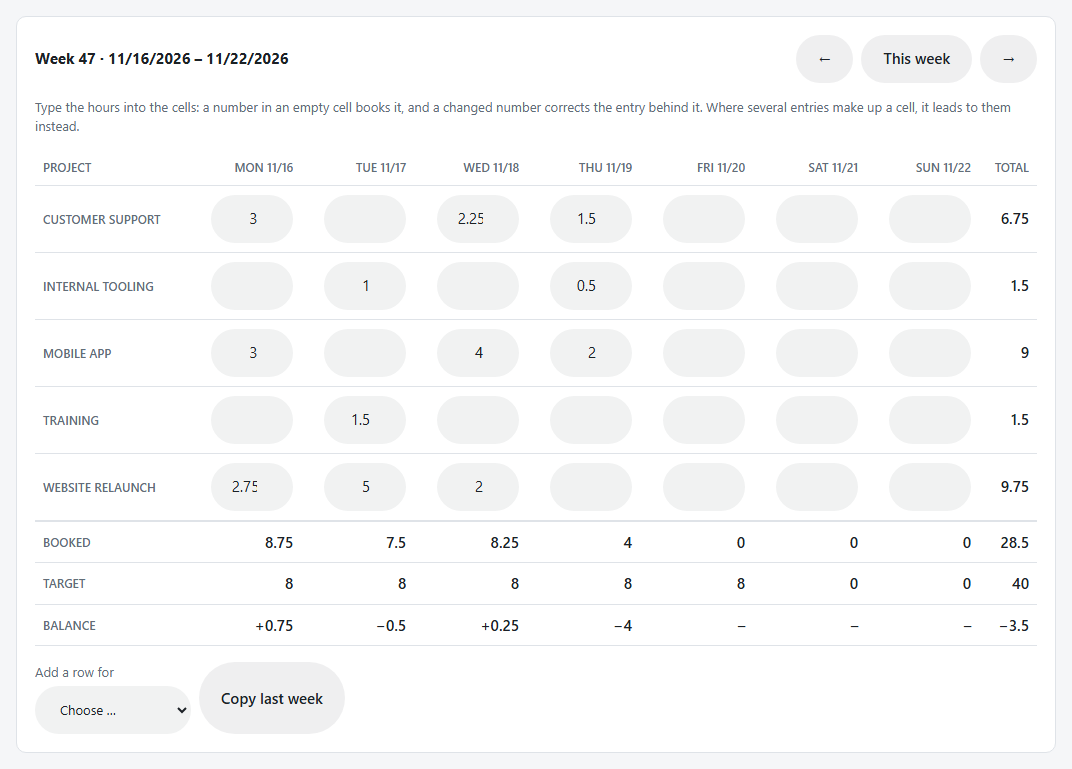 Week 47 · 11/16/2026 – 11/22/2026
← This week →
Type the hours into the cells: a number in an empty cell books it, and a changed number corrects the entry behind it. Where several entries make up a cell, it leads to them
instead.
PROJECT MON 11/16 TUE 11/17 WED 11/18 THU 11/19 FRI 11/20 SAT 11/21 SUN 11/22 TOTAL
CUSTOMER SUPPORT 3 2.25 1.5 6.75
INTERNAL TOOLING 1 0.5 1.5
MOBILE APP 3 4 2 9
TRAINING 1.5 1.5
WEBSITE RELAUNCH 2.75 5 2 9.75
BOOKED 8.75 7.5 8.25 4 0 0 0 28.5
TARGET 8 8 8 8 8 0 0 40
BALANCE +0.75 −0.5 +0.25 −4 – – – −3.5
Add a row for
Choose ... Copy last week